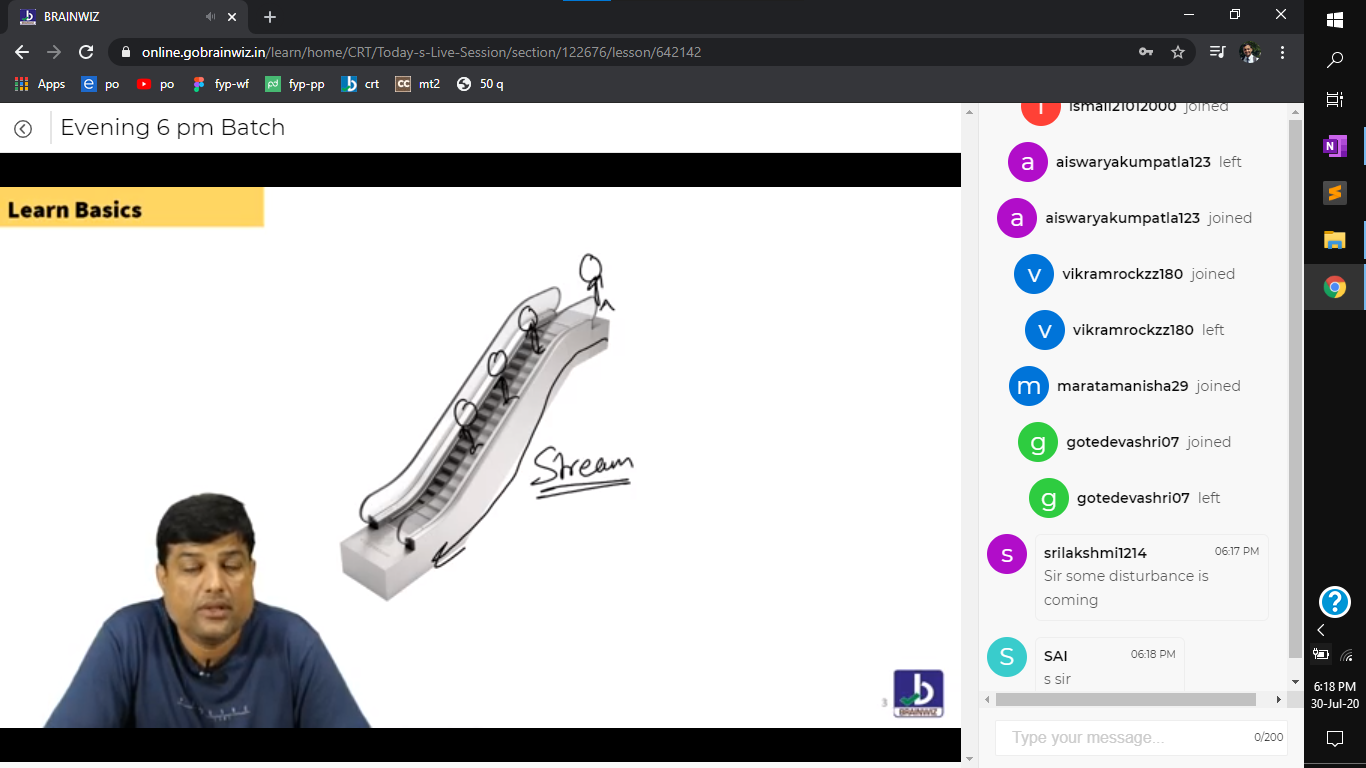 BRAINWIZ
online.gobrainwiz.in/learn/home/CRT/Today-s-Live-Session/section/122676/lesson/642142
Apps po po fyp-wf fyp-pp crt mt2 50 q
Evening 6 pm Batch
Learn Basics
Stream
3
BRAINWIZ
ismail21012000 joined
a aiswaryakumpatla123 left
a aiswaryakumpatla123 joined
v vikramrockzz180 joined
v vikramrockzz180 left
m maratamanisha29 joined
g gotedevashri07 joined
g gotedevashri07 left
s srilakshmi1214 06:17 PM
Sir some disturbance is
coming
S SAI 06:18 PM
s sir
Type your message... 0/200
6:18 PM
30-Jul-20